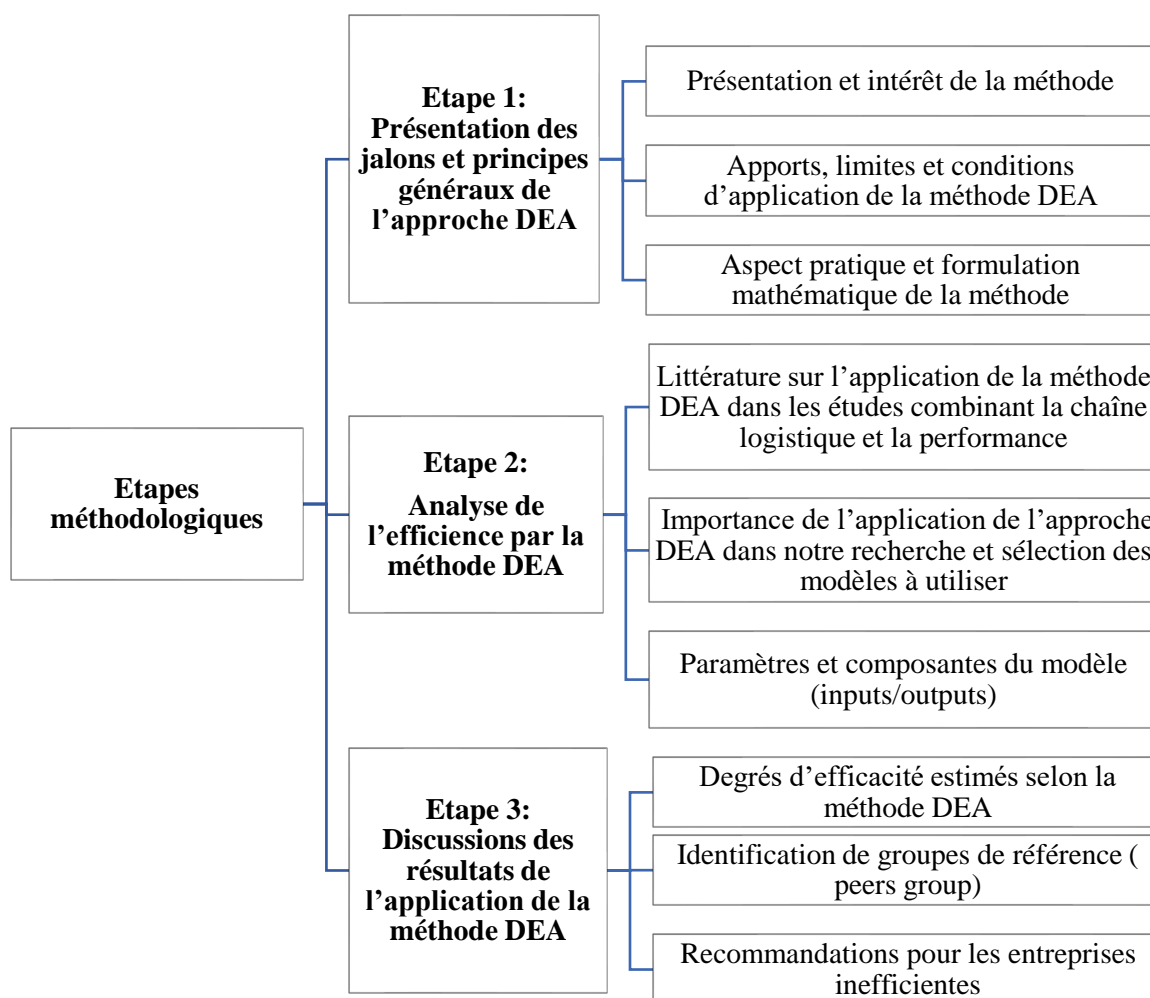 Etapes
méthodologiques
Etape 1:
Présentation des
jalons et principes
généraux de
l’approche DEA
Présentation et intérêt de la méthode
Apports, limites et conditions
d’application de la méthode DEA
Aspect pratique et formulation
mathématique de la méthode
Etape 2:
Analyse de
l’efficience par la
méthode DEA
Littérature sur l’application de la méthode
DEA dans les études combinant la chaîne
logistique et la performance
Importance de l’application de l’approche
DEA dans notre recherche et sélection des
modèles à utiliser
Paramètres et composantes du modèle
(inputs/outputs)
Etape 3:
Discussions des
résultats de
l’application de la
méthode DEA
Degrés d’efficacité estimés selon la
méthode DEA
Identification de groupes de référence (
peers group)
Recommandations pour les entreprises
inefficientes